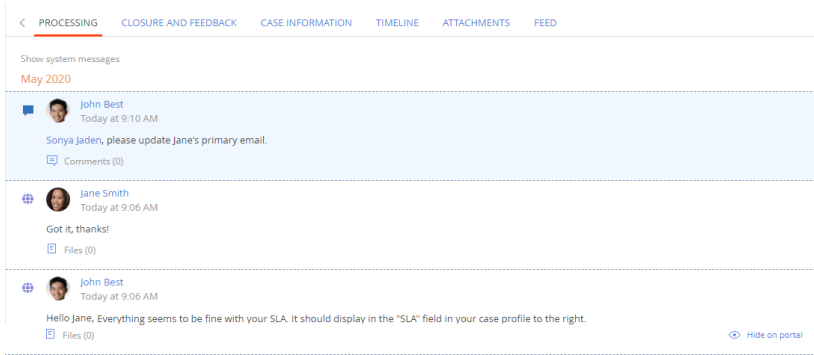 PROCESSING CLOSURE AND FEEDBACK CASE INFORMATION TIMELINE ATTACHMENTS FEED
Show system messages
May 2020
John Best
Today at 9:10 AM
Sonya Jaden, please update Jane's primary email.
Comments (0)
Jane Smith
Today at 9:06 AM
Got it, thanks!
Files (0)
John Best
Today at 9:06 AM
Hello Jane, Everything seems to be fine with your SLA. It should display in the "SLA" field in your case profile to the right.
Files (0) Hide on portal